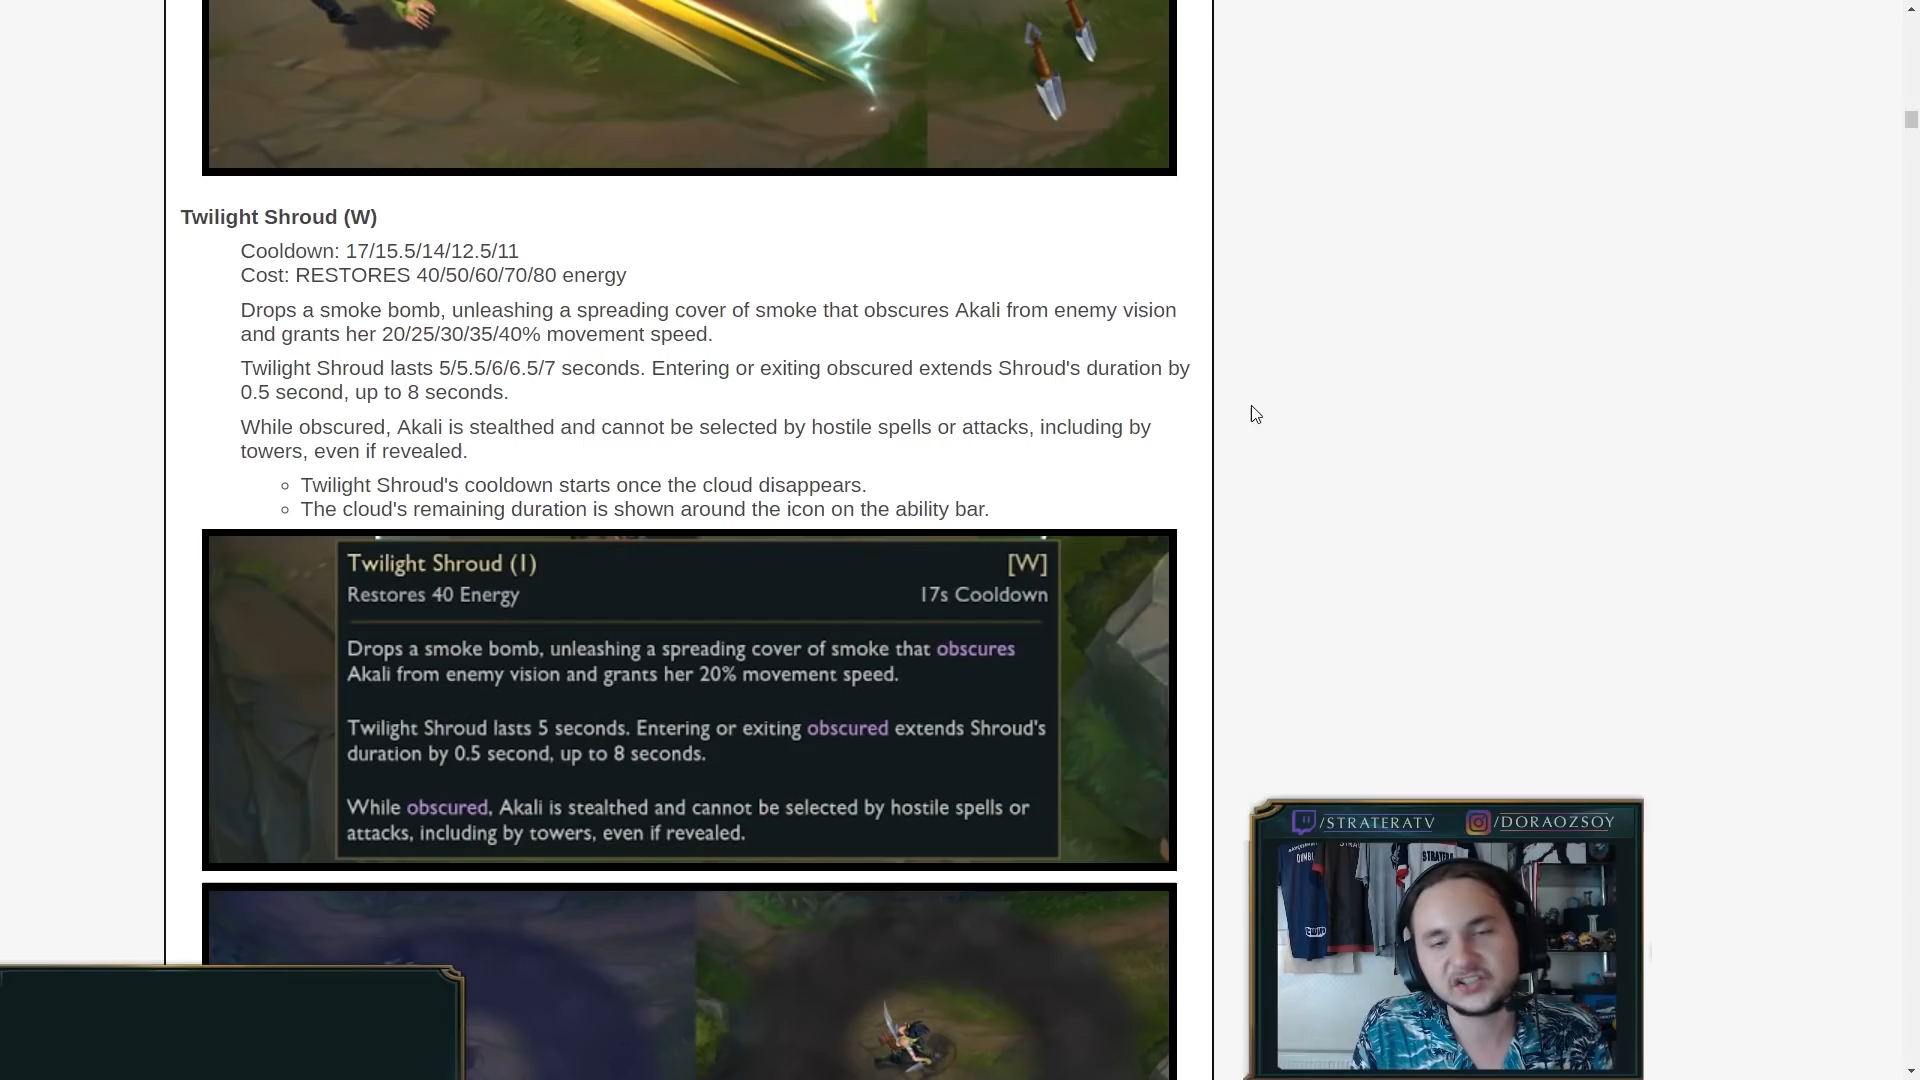 Twilight Shroud (W)
Cooldown: 17/15.5/14/12.5/11
Cost: RESTORES 40/50/60/70/80 energy
Drops a smoke bomb, unleashing a spreading cover of smoke that obscures Akali from enemy vision
and grants her 20/25/30/35/40% movement speed.
Twilight Shroud lasts 5/5.5/6/6.5/7 seconds. Entering or exiting obscured extends Shroud's duration by
0.5 second, up to 8 seconds.
While obscured, Akali is stealthed and cannot be selected by hostile spells or attacks, including by
towers, even if revealed.
Twilight Shroud's cooldown starts once the cloud disappears.
The cloud's remaining duration is shown around the icon on the ability bar.
Twilight Shroud (1) [W]
Restores 40 Energy 17s Cooldown
Drops a smoke bomb, unleashing a spreading cover of smoke that obscures
Akali from enemy vision and grants her 20% movement speed.
Twilight Shroud lasts 5 seconds. Entering or exiting obscured extends Shroud's
duration by 0.5 second, up to 8 seconds.
While obscured, Akali is stealthed and cannot be selected by hostile spells or
attacks, including by towers, even if revealed.
/STRATERATV /DORAOZSOY